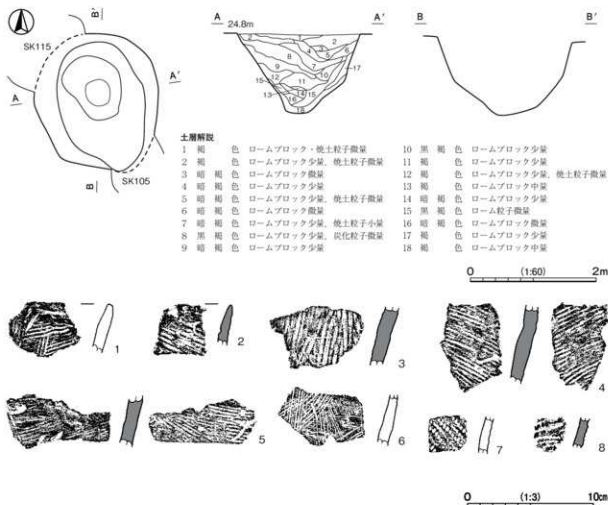 SK115
B'
A'
A
B
SK105
A 24.8m A'
B B'
土層解説
1 褐 色 ロームブロック・焼土粒子微量
2 褐 色 ロームブロック少量，焼土粒子微量
3 暗 褐 色 ロームブロック微量
4 暗 褐 色 ロームブロック少量
5 暗 褐 色 ロームブロック少量，焼土粒子微量
6 暗 褐 色 ロームブロック微量
7 暗 褐 色 ロームブロック少量，焼土粒子少量
8 黒 褐 色 ロームブロック少量，炭化粒子微量
9 暗 褐 色 ロームブロック少量
10 黒 褐 色 ロームブロック少量
11 褐 色 ロームブロック少量
12 褐 色 ロームブロック少量，焼土粒子微量
13 褐 色 ロームブロック中量
14 暗 褐 色 ロームブロック少量
15 黒 褐 色 ローム粒子微量
16 暗 褐 色 ロームブロック微量
17 褐 色 ロームブロック少量
18 褐 色 ロームブロック中量
0 (1:60) 2m
1
2
3
4
5
6
7
8
0 (1:3) 10cm